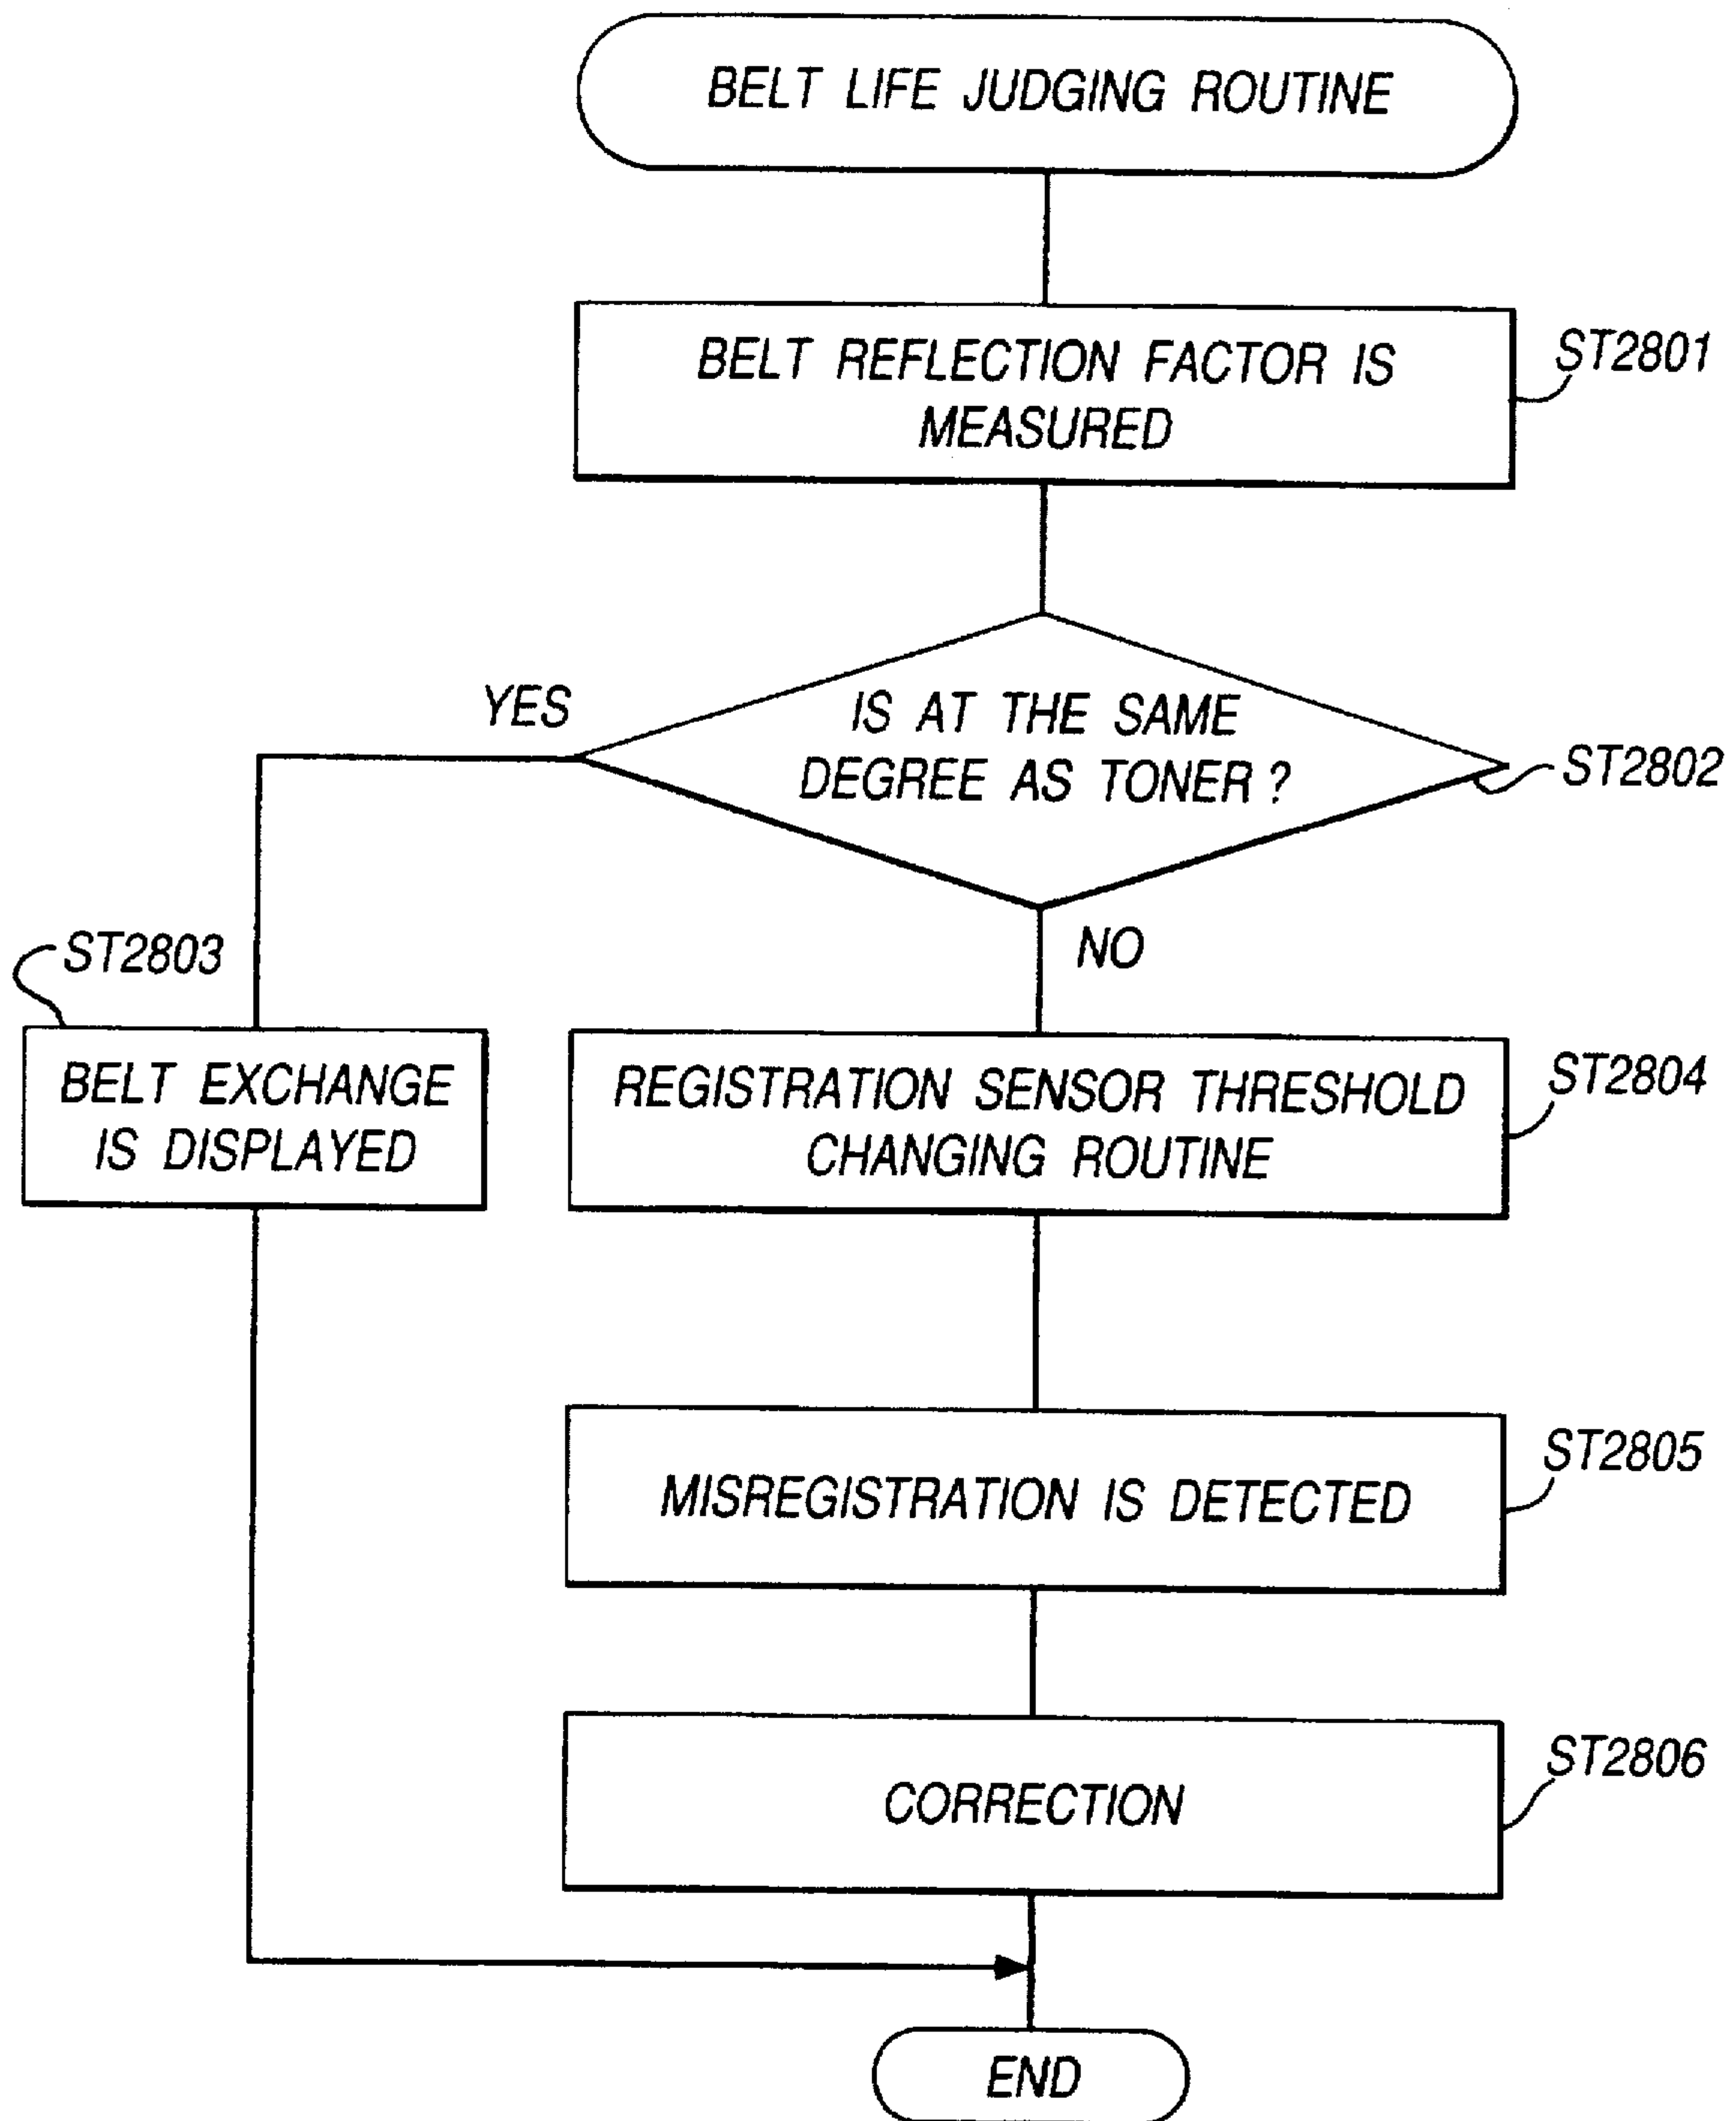 BELT LIFE JUDGING ROUTINE
BELT REFLECTION FACTOR IS
MEASURED
ST2801
IS AT THE SAME
DEGREE AS TONER?
ST2802
YES
NO
ST2803
BELT EXCHANGE
IS DISPLAYED
REGISTRATION SENSOR THRESHOLD
CHANGING ROUTINE
ST2804
MISREGISTRATION IS DETECTED
ST2805
CORRECTION
ST2806
END